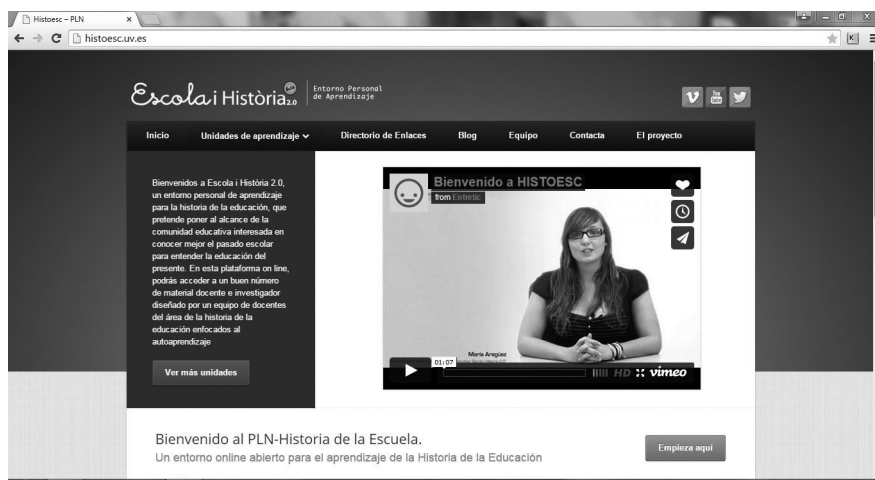 Histoesc – PLN
histoesc.uv.es
Escola i Història 2.0
Entorno Personal
de Aprendizaje
Inicio
Unidades de aprendizaje
Directorio de Enlaces
Blog
Equipo
Contacta
El proyecto
Bienvenidos a Escola i Història 2.0,
un entorno personal de aprendizaje
para la historia de la educación, que
pretende poner al alcance de la
comunidad educativa interesada en
conocer mejor el pasado escolar
para entender la educación del
presente. En esta plataforma on line,
podrás acceder a un buen número
de material docente e investigador
diseñado por un equipo de docentes
del área de la historia de la
educación enfocados al
autoaprendizaje
Ver más unidades
Bienvenido a HISTOESC
from Entretic
María Aragüez
01:07
HD
vimeo
Bienvenido al PLN-Historia de la Escuela.
Un entorno online abierto para el aprendizaje de la Historia de la Educación
Empieza aquí